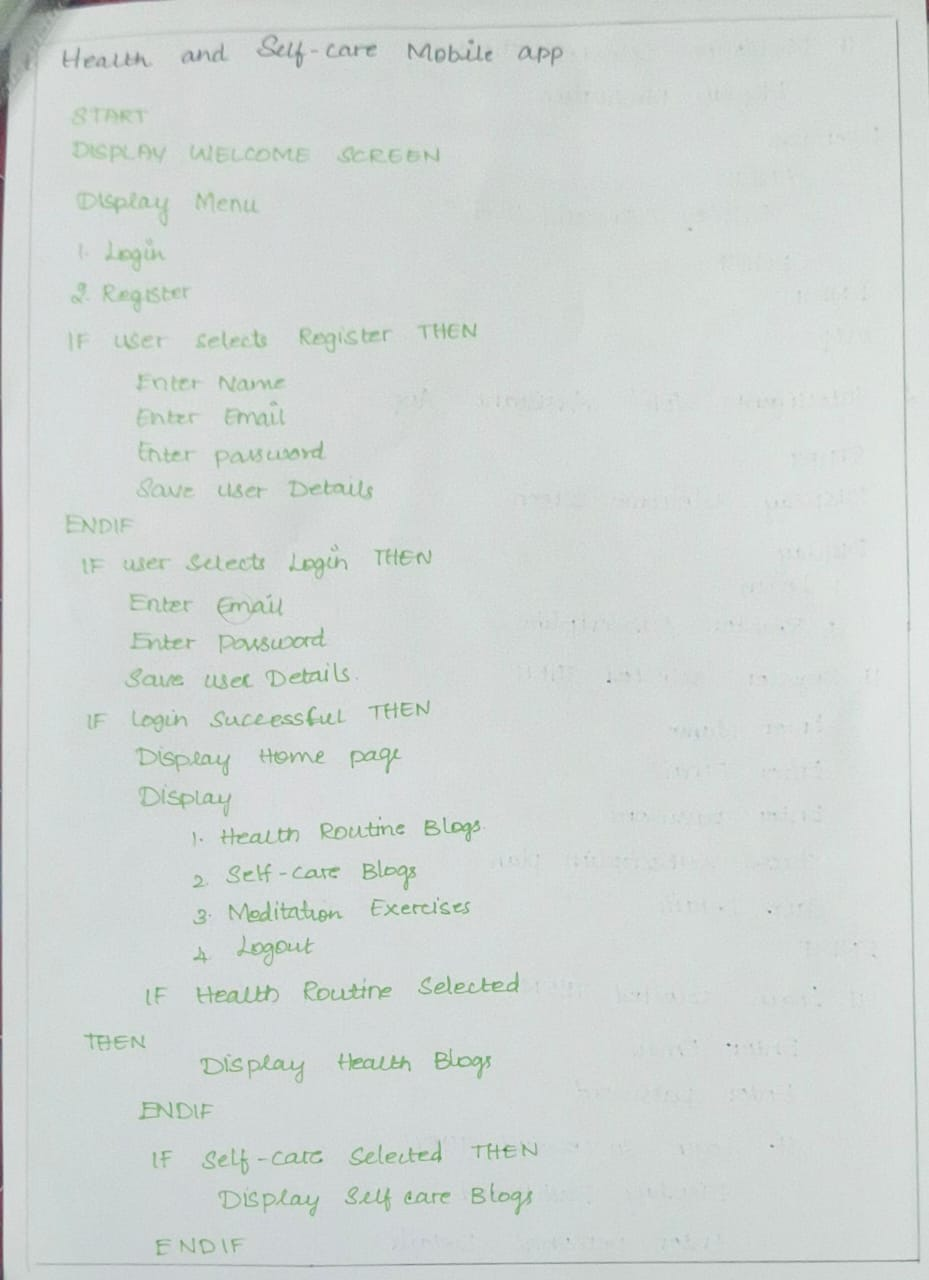 Health and Self-care Mobile app
START
DISPLAY WELCOME SCREEN
Display Menu
1. Login
2. Register
IF user selects Register THEN
Enter Name
Enter Email
Enter password
Save user Details
ENDIF
IF user Selects Login THEN
Enter Email
Enter password
Save user Details.
IF Login Successful THEN
Display Home page
Display
1. Health Routine Blogs.
2. Self-care Blogs
3. Meditation Exercises
4. Logout
IF Health Routine Selected
THEN
Display Health Blogs
ENDIF
IF Self-care Selected THEN
Display Self care Blogs
ENDIF